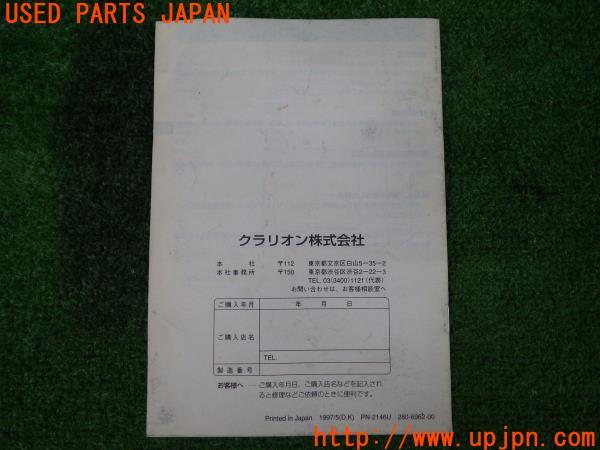 USED PARTS JAPAN
クラリオン株式会社
本　　社　〒112　東京都文京区白山5－35－2
本社事務所　〒150　東京都渋谷区渋谷2－22－3
TEL. 03(3400)1121 (代表)
お問い合わせは、お客様相談室へ
ご購入年月　年　月　日
ご購入店名
TEL.
製造番号
お客様へ ── ご購入年月日、ご購入店名などを記入され
ると修理などご依頼のときに便利です。
Printed in Japan　1997/5(D.K)　PN-2146U　280-6962-00
http://www.upjpn.com/